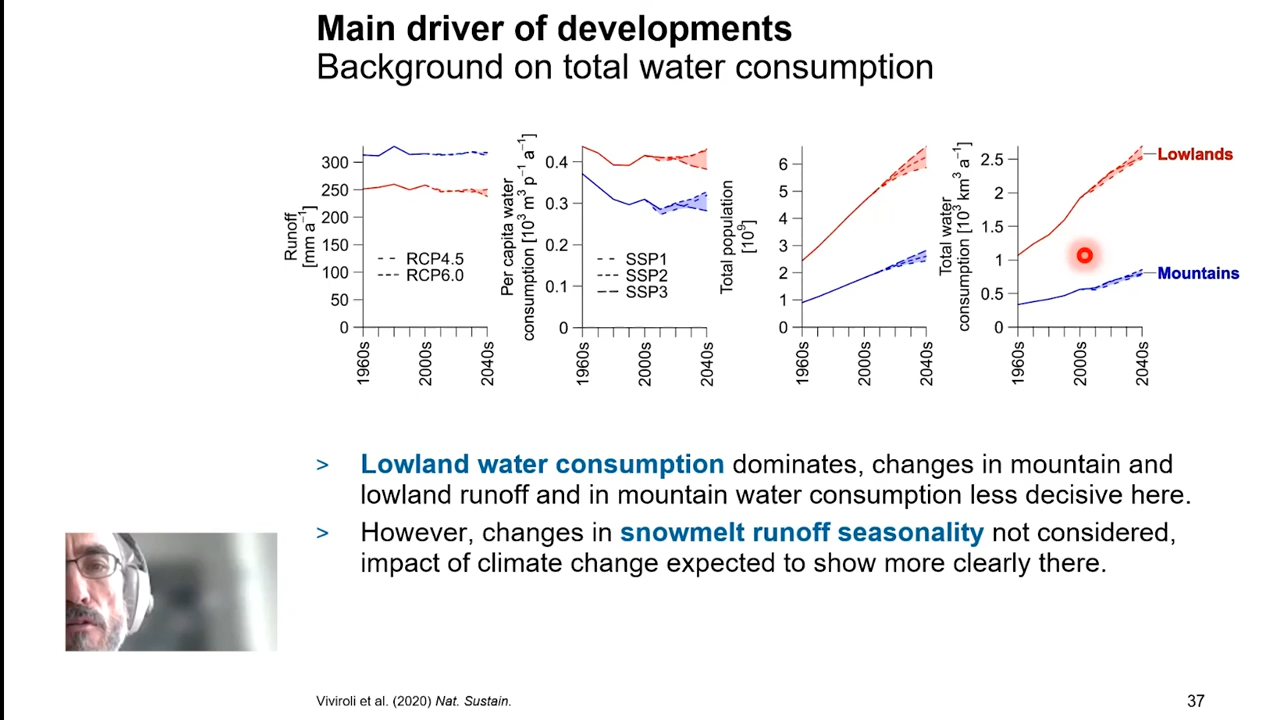 Main driver of developments
Background on total water consumption
Runoff
[mm a⁻¹]
300
250
200
150
100
50
0
RCP4.5
RCP6.0
1960s
2000s
2040s
Per capita water
consumption [10³ m³ p⁻¹ a⁻¹]
0.4
0.3
0.2
0.1
0
SSP1
SSP2
SSP3
1960s
2000s
2040s
Total population
[10⁹]
6
5
4
3
2
1
0
1960s
2000s
2040s
Total water
consumption [10³ km³ a⁻¹]
2.5
2
1.5
1
0.5
0
1960s
2000s
2040s
Lowlands
Mountains
> Lowland water consumption dominates, changes in mountain and
lowland runoff and in mountain water consumption less decisive here.
> However, changes in snowmelt runoff seasonality not considered,
impact of climate change expected to show more clearly there.
Viviroli et al. (2020) Nat. Sustain.
37